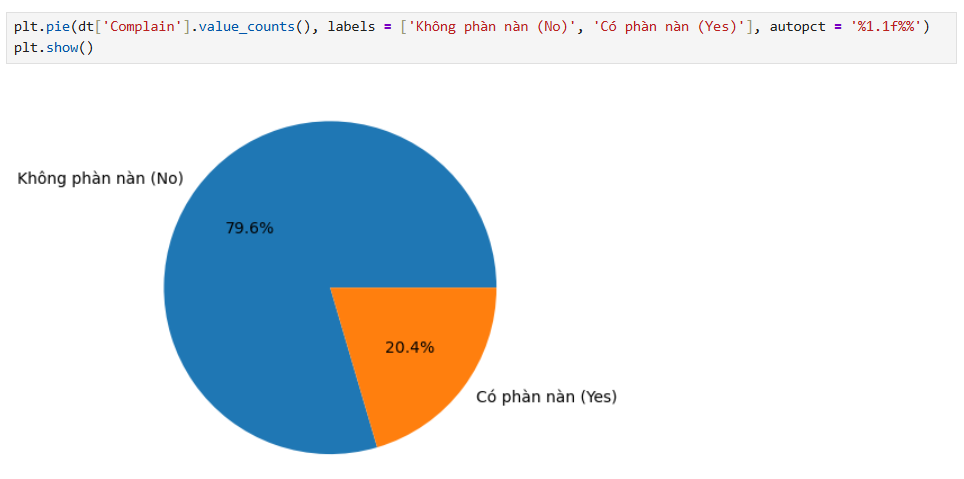 plt.pie(dt['Complain'].value_counts(), labels = ['Không phàn nàn (No)', 'Có phàn nàn (Yes)'], autopct = '%1.1f%%')
plt.show()
Không phàn nàn (No)
79.6%
20.4%
Có phàn nàn (Yes)